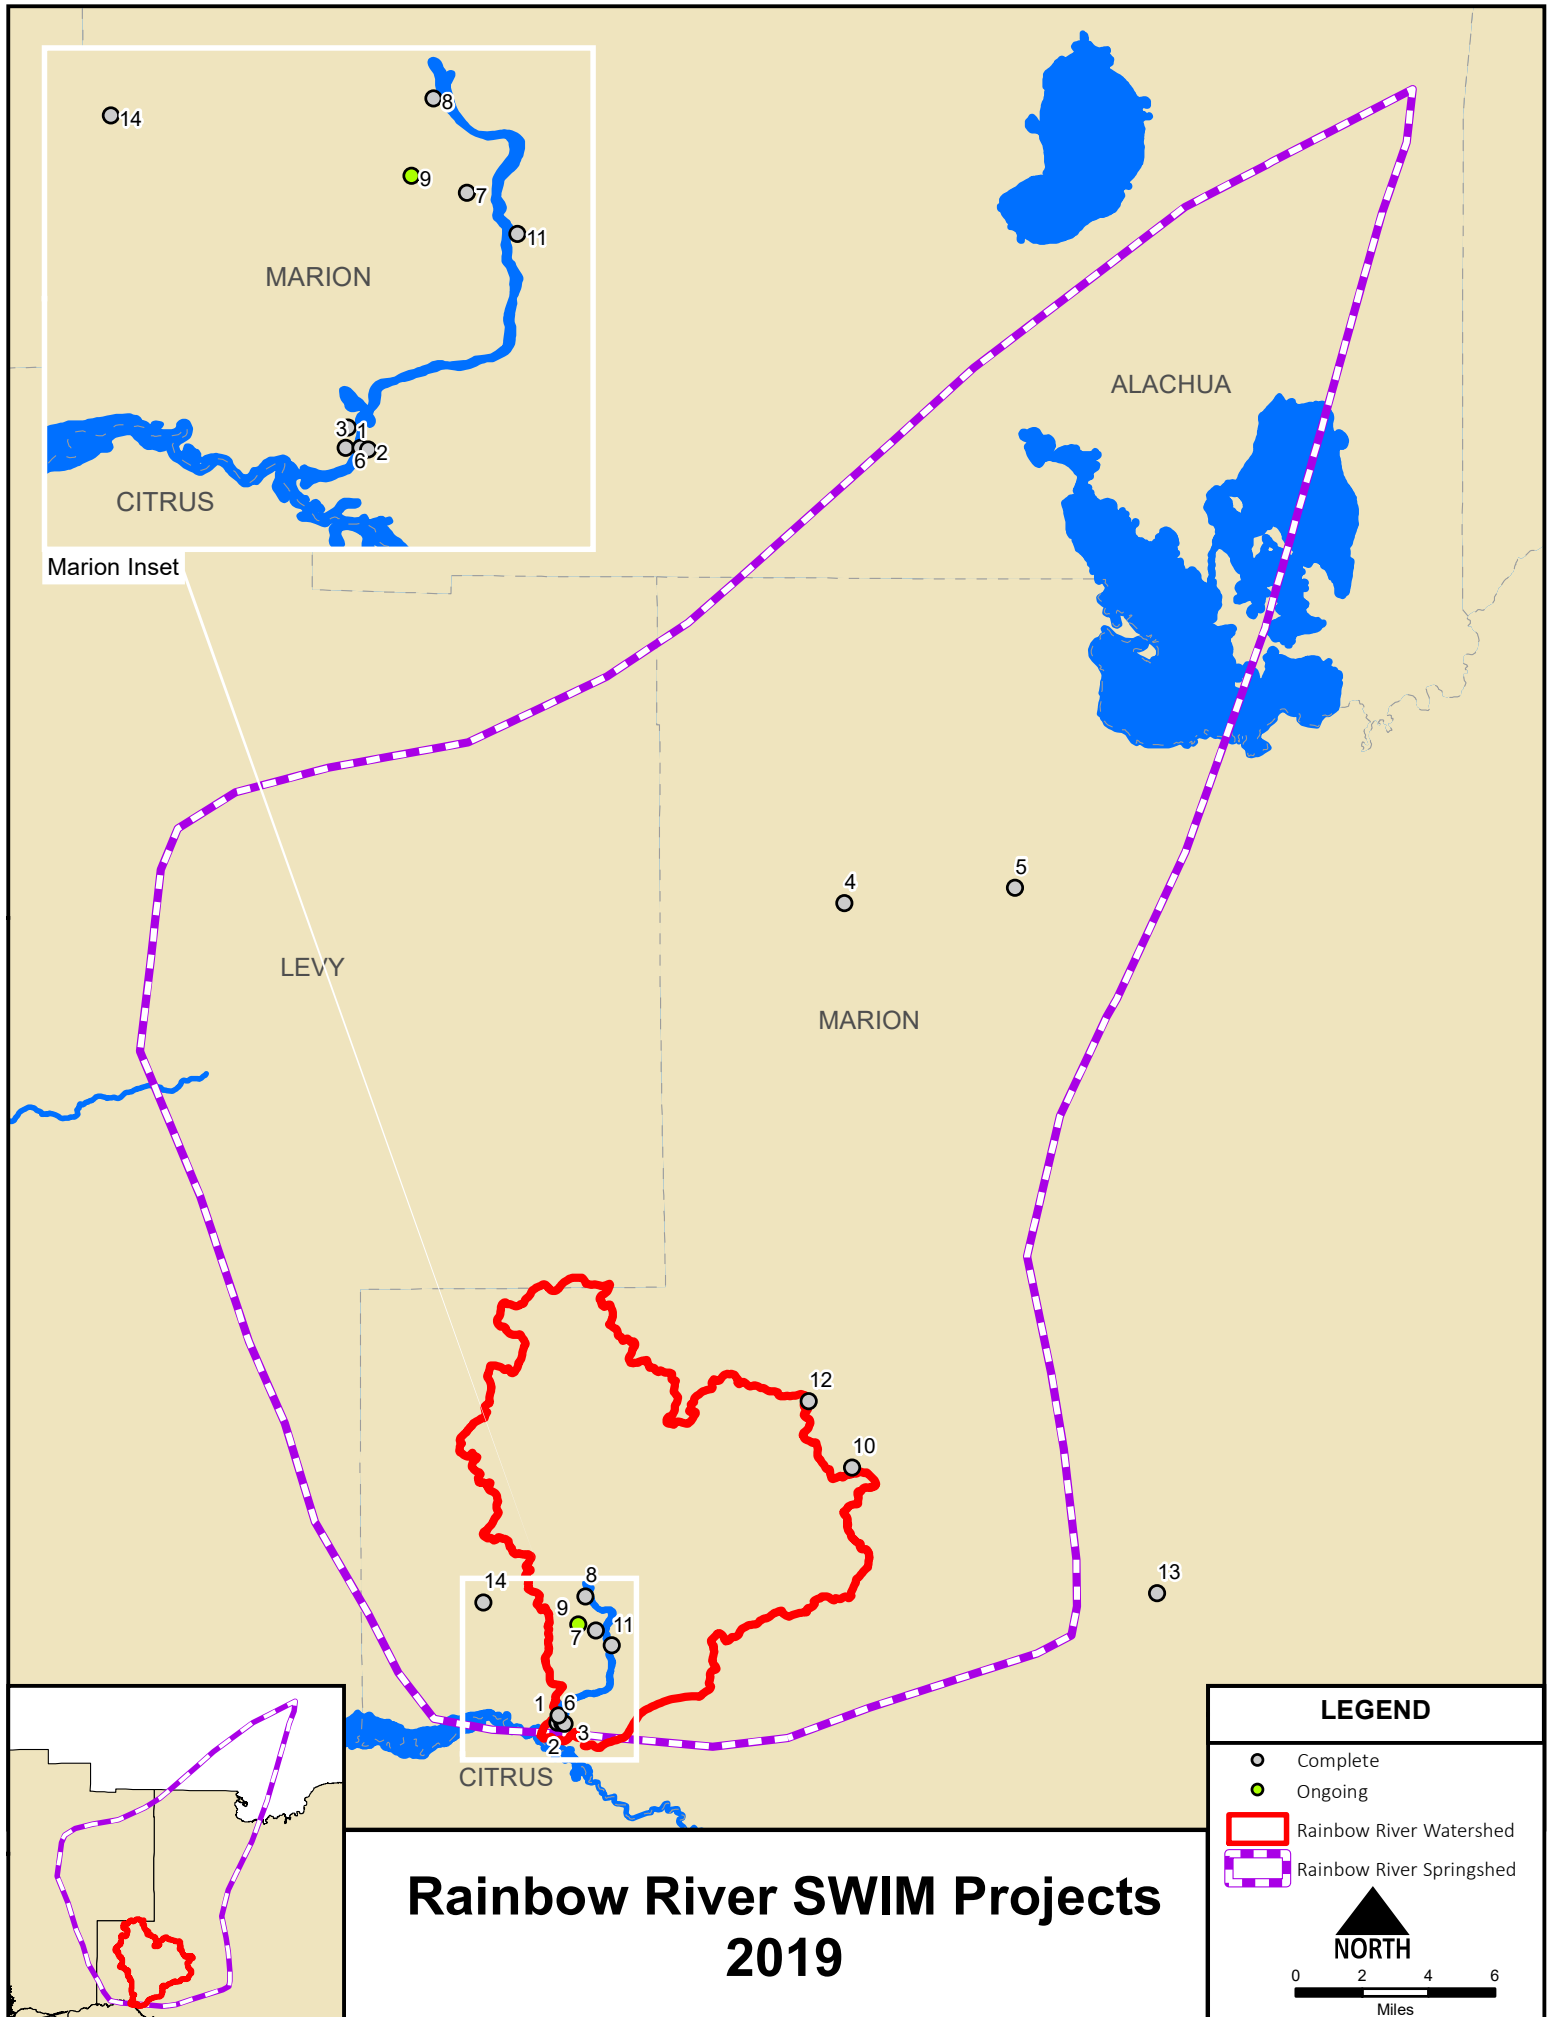 8
14
9
7
11
MARION
3
1
6
2
CITRUS
Marion Inset
ALACHUA
4
5
LEVY
MARION
12
10
14
8
9
7
11
13
1
6
2
3
CITRUS
LEGEND
Complete
Ongoing
Rainbow River Watershed
Rainbow River Springshed
NORTH
0 2 4 6
Miles
Rainbow River SWIM Projects
2019